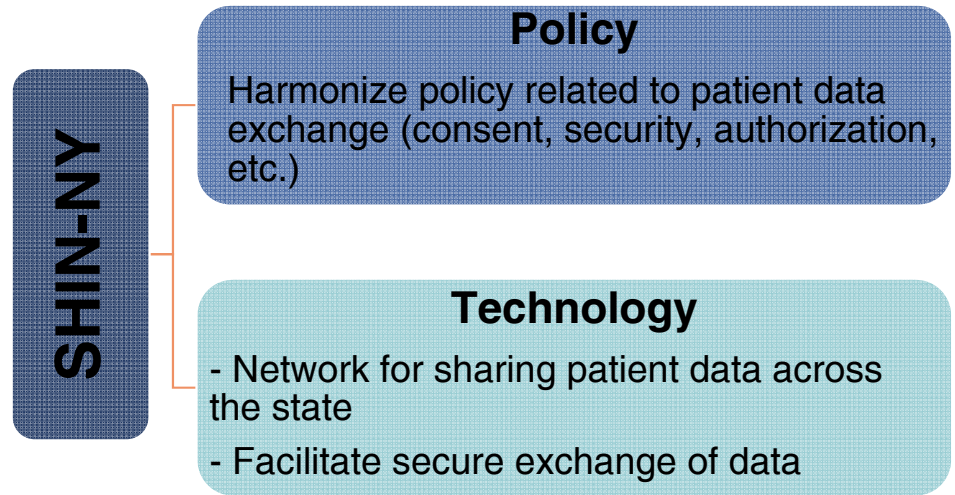 SHIN-NY
Policy
Harmonize policy related to patient data
exchange (consent, security, authorization,
etc.)
Technology
- Network for sharing patient data across
the state
- Facilitate secure exchange of data